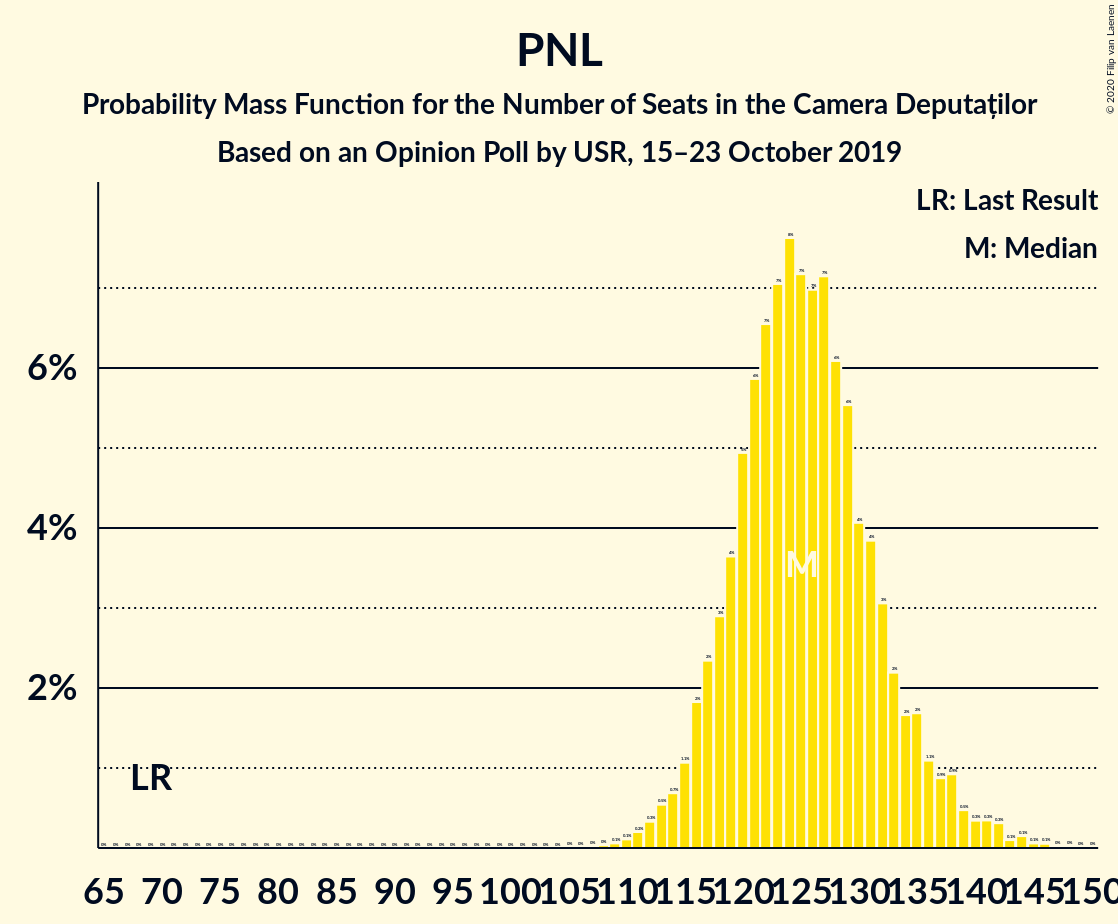 PNL
Probability Mass Function for the Number of Seats in the Camera Deputaților
Based on an Opinion Poll by USR, 15–23 October 2019
© 2020 Filip van Laenen
LR: Last Result
M: Median
6%
4%
2%
LR
M
65 70 75 80 85 90 95 100 105 110 115 120 125 130 135 140 145 150